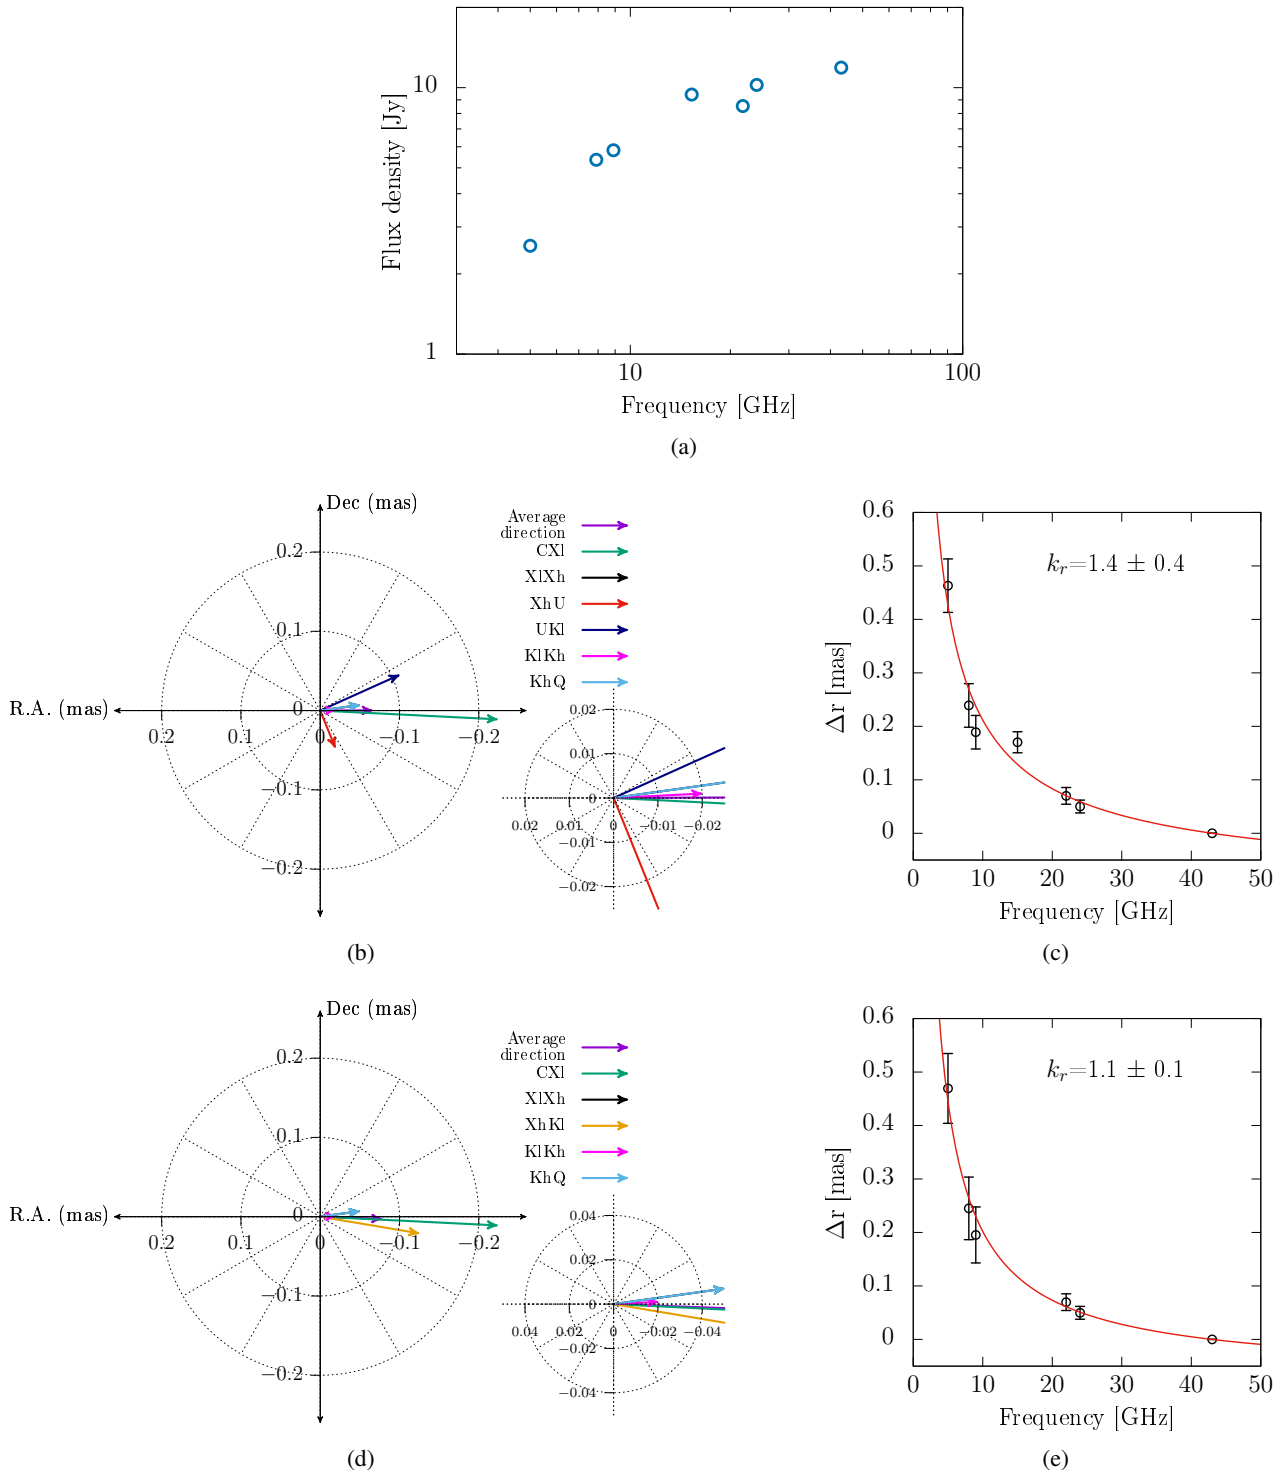 10
1
Flux density [Jy]
10
100
Frequency [GHz]
(a)
Dec (mas)
0.2
0.1
0
−0.1
−0.2
R.A. (mas)
0.2
0.1
0
−0.1
−0.2
Average
direction
CXl
XlXh
XhU
UKl
KlKh
KhQ
0.02
0.01
0
−0.01
−0.02
0.02
0.01
0
−0.01
−0.02
(b)
0.6
0.5
0.4
0.3
0.2
0.1
0
Δr [mas]
kr=1.4 ± 0.4
0
10
20
30
40
50
Frequency [GHz]
(c)
Dec (mas)
0.2
0.1
0
−0.1
−0.2
R.A. (mas)
0.2
0.1
0
−0.1
−0.2
Average
direction
CXl
XlXh
XhKl
KlKh
KhQ
0.04
0.02
0
−0.02
−0.04
0.04
0.02
0
−0.02
−0.04
(d)
0.6
0.5
0.4
0.3
0.2
0.1
0
Δr [mas]
kr=1.1 ± 0.1
0
10
20
30
40
50
Frequency [GHz]
(e)